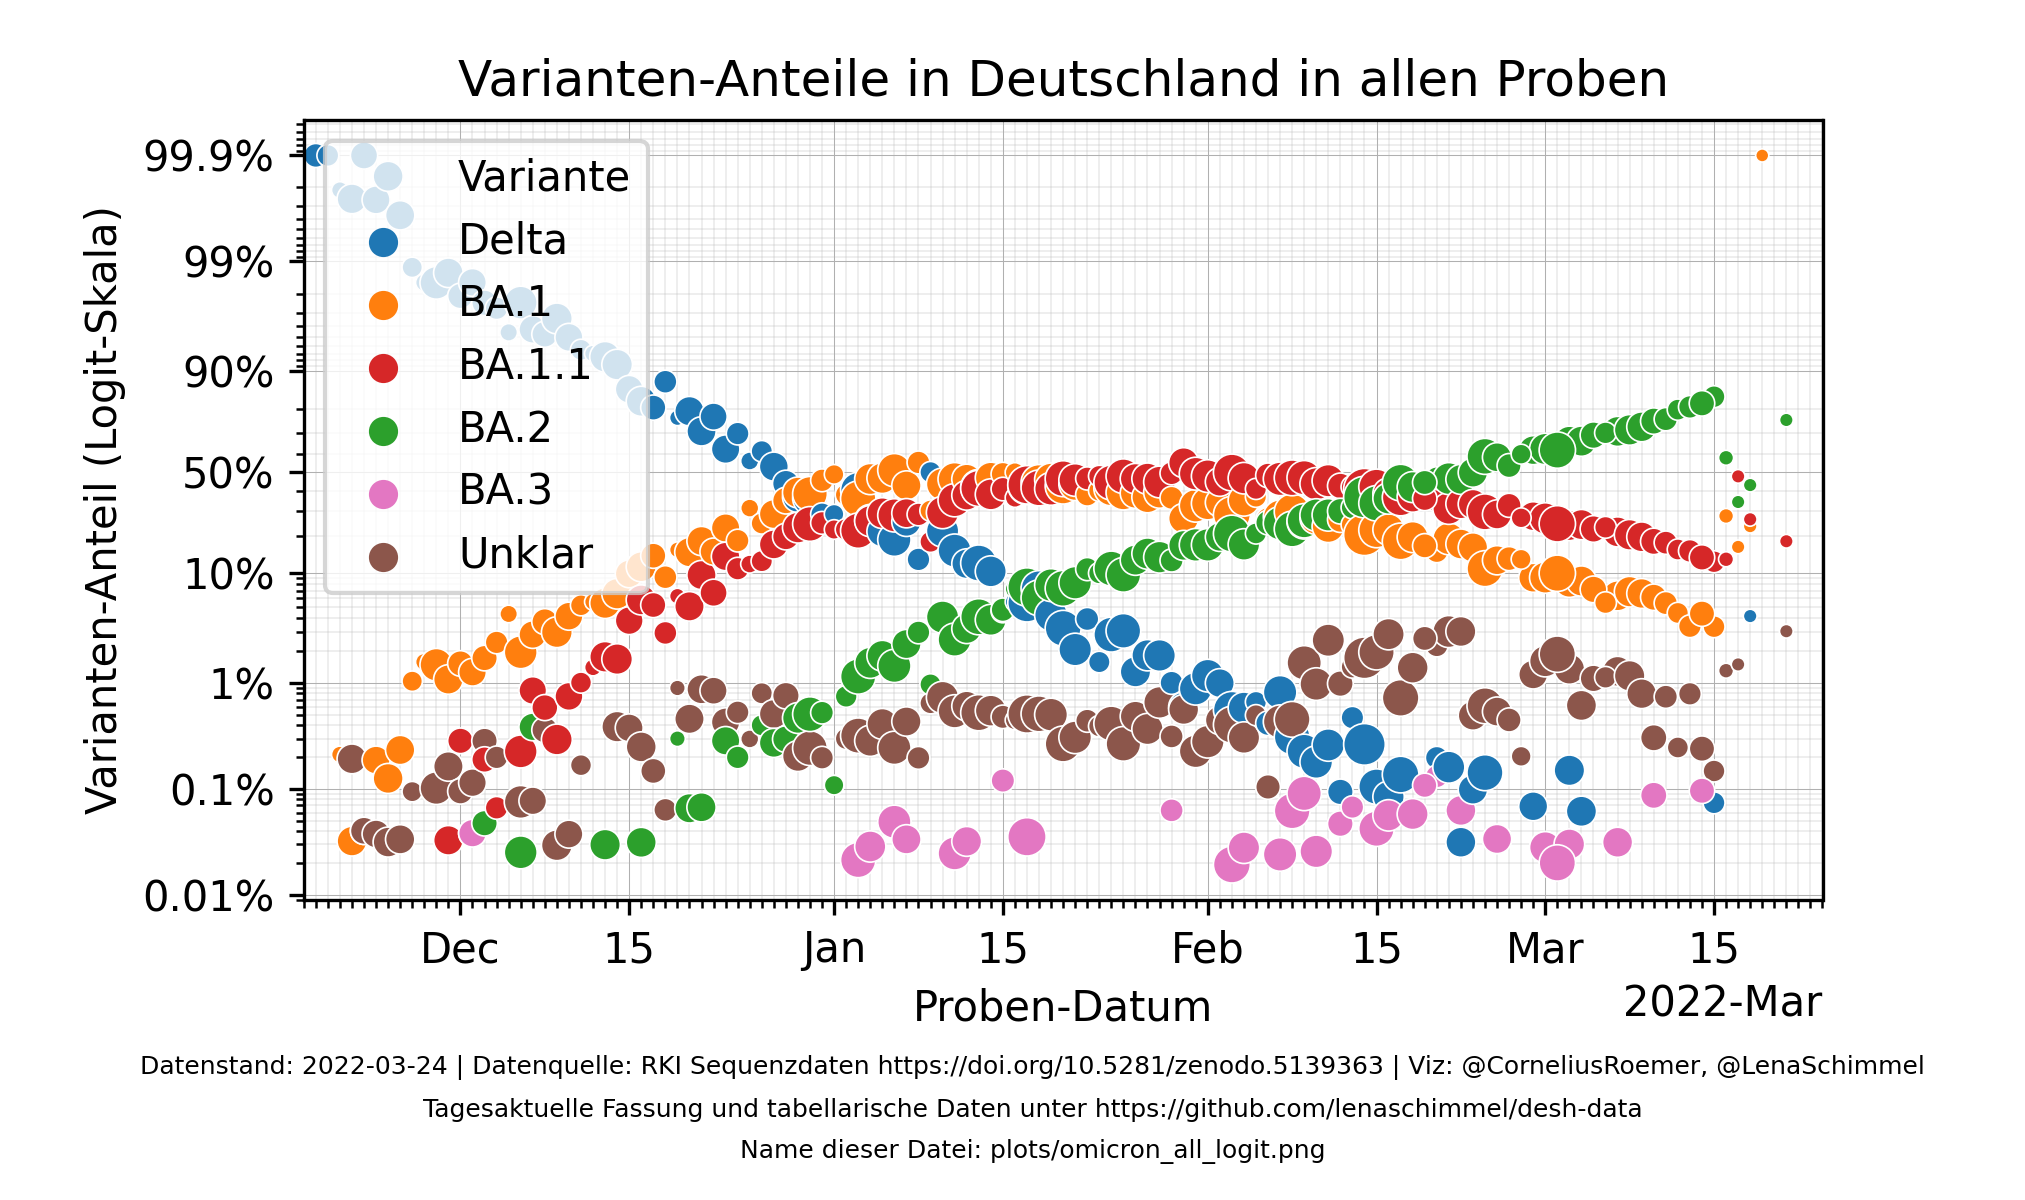 Varianten-Anteile in Deutschland in allen Proben
Varianten-Anteil (Logit-Skala)
99.9%
99%
90%
50%
10%
1%
0.1%
0.01%
Variante
Delta
BA.1
BA.1.1
BA.2
BA.3
Unklar
Dec 15 Jan 15 Feb 15 Mar 15
Proben-Datum
2022-Mar
Datenstand: 2022-03-24 | Datenquelle: RKI Sequenzdaten https://doi.org/10.5281/zenodo.5139363 | Viz: @CorneliusRoemer, @LenaSchimmel
Tagesaktuelle Fassung und tabellarische Daten unter https://github.com/lenaschimmel/desh-data
Name dieser Datei: plots/omicron_all_logit.png